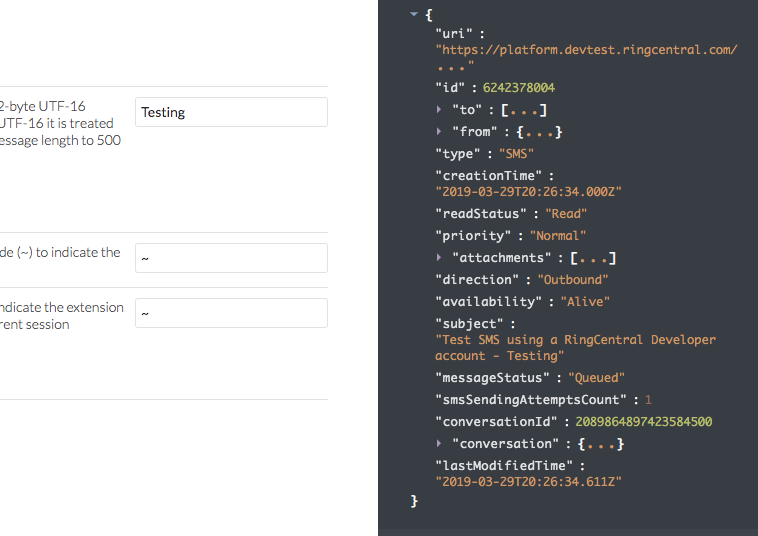 2-byte UTF-16
UTF-16 it is treated
essage length to 500
Testing
de (~) to indicate the
~
ndicate the extension
rent session
~
{
"uri" :
"https://platform.devtest.ringcentral.com/
..."
"id" : 6242378004
"to" : [...]
"from" : {...}
"type" : "SMS"
"creationTime" :
"2019-03-29T20:26:34.000Z"
"readStatus" : "Read"
"priority" : "Normal"
"attachments" : [...]
"direction" : "Outbound"
"availability" : "Alive"
"subject" :
"Test SMS using a RingCentral Developer
account - Testing"
"messageStatus" : "Queued"
"smsSendingAttemptsCount" : 1
"conversationId" : 2089864897423584500
"conversation" : {...}
"lastModifiedTime" :
"2019-03-29T20:26:34.611Z"
}